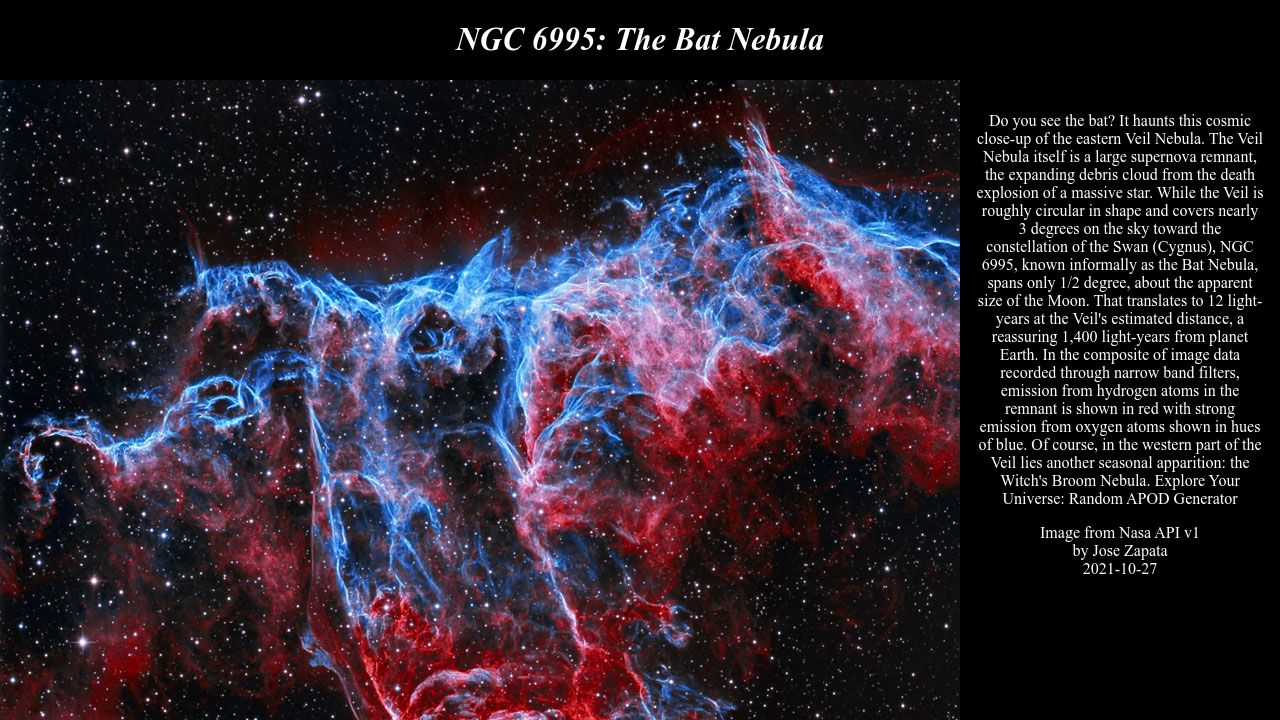 NGC 6995: The Bat Nebula
Do you see the bat? It haunts this cosmic
close-up of the eastern Veil Nebula. The Veil
Nebula itself is a large supernova remnant,
the expanding debris cloud from the death
explosion of a massive star. While the Veil is
roughly circular in shape and covers nearly
3 degrees on the sky toward the
constellation of the Swan (Cygnus), NGC
6995, known informally as the Bat Nebula,
spans only 1/2 degree, about the apparent
size of the Moon. That translates to 12 light-
years at the Veil's estimated distance, a
reassuring 1,400 light-years from planet
Earth. In the composite of image data
recorded through narrow band filters,
emission from hydrogen atoms in the
remnant is shown in red with strong
emission from oxygen atoms shown in hues
of blue. Of course, in the western part of the
Veil lies another seasonal apparition: the
Witch's Broom Nebula. Explore Your
Universe: Random APOD Generator
Image from Nasa API v1
by Jose Zapata
2021-10-27